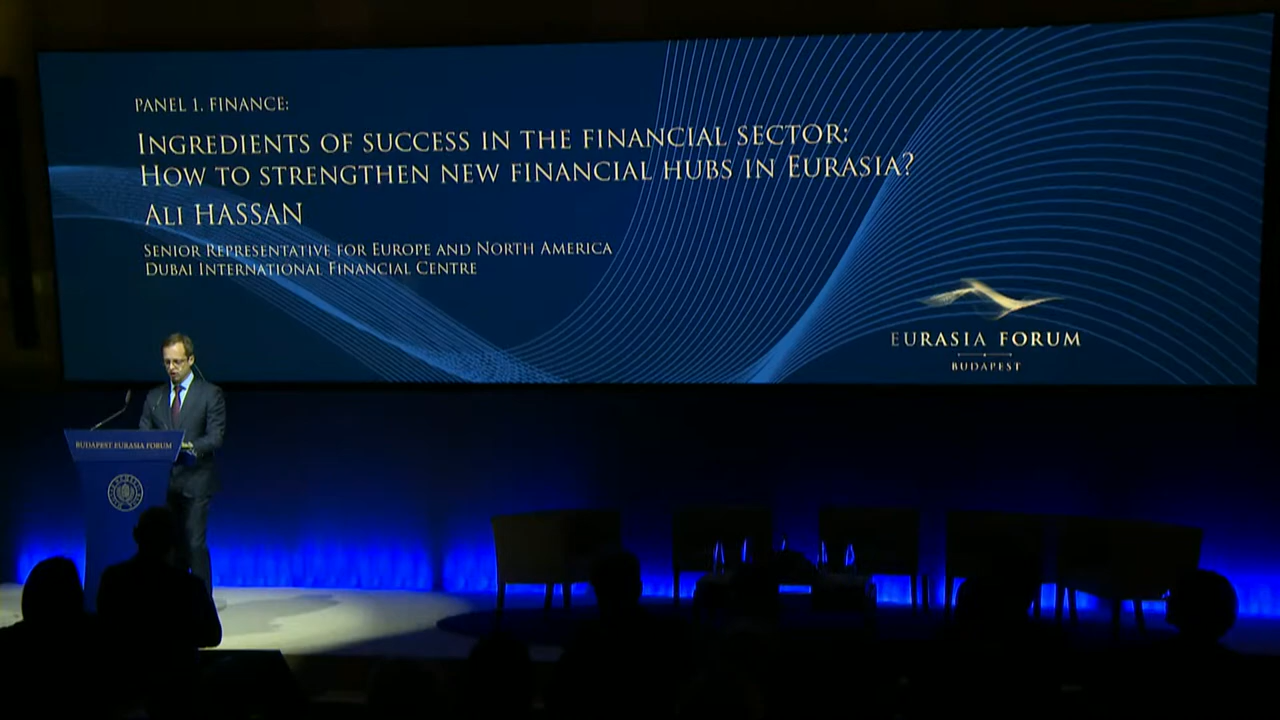 PANEL 1. FINANCE:
INGREDIENTS OF SUCCESS IN THE FINANCIAL SECTOR:
HOW TO STRENGTHEN NEW FINANCIAL HUBS IN EURASIA?
ALI HASSAN
SENIOR REPRESENTATIVE FOR EUROPE AND NORTH AMERICA
DUBAI INTERNATIONAL FINANCIAL CENTRE
EURASIA FORUM
BUDAPEST
BUDAPEST EURASIA FORUM